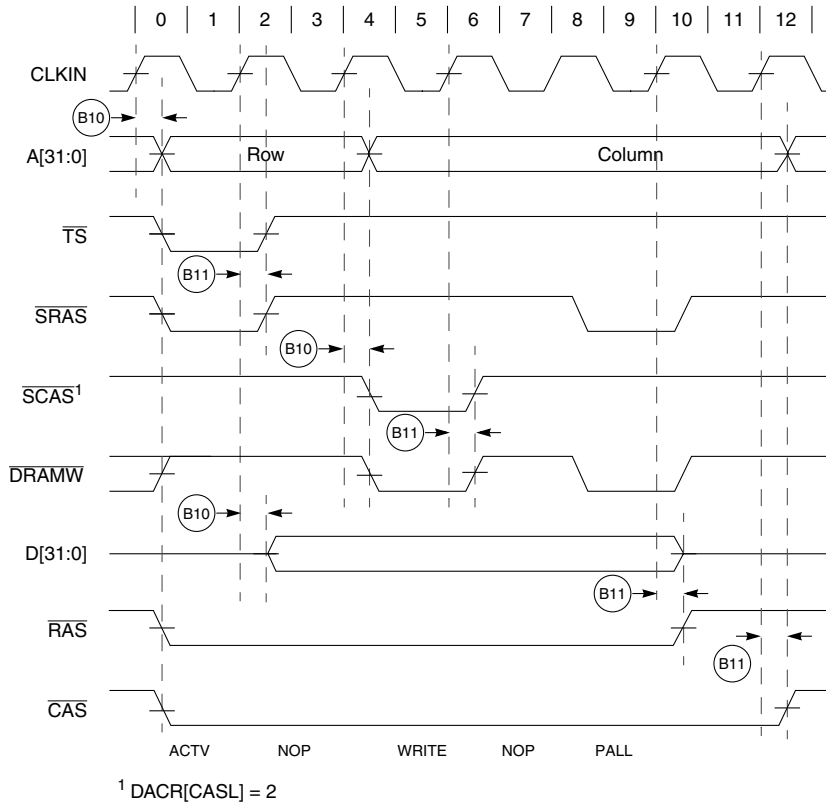 0 1 2 3 4 5 6 7 8 9 10 11 12
CLKIN
B10
A[31:0] Row Column
TS
B11
SRAS
B10
SCAS1
B11
DRAMW
B10
D[31:0]
B11
RAS
B11
CAS
ACTV NOP WRITE NOP PALL
1 DACR[CASL] = 2